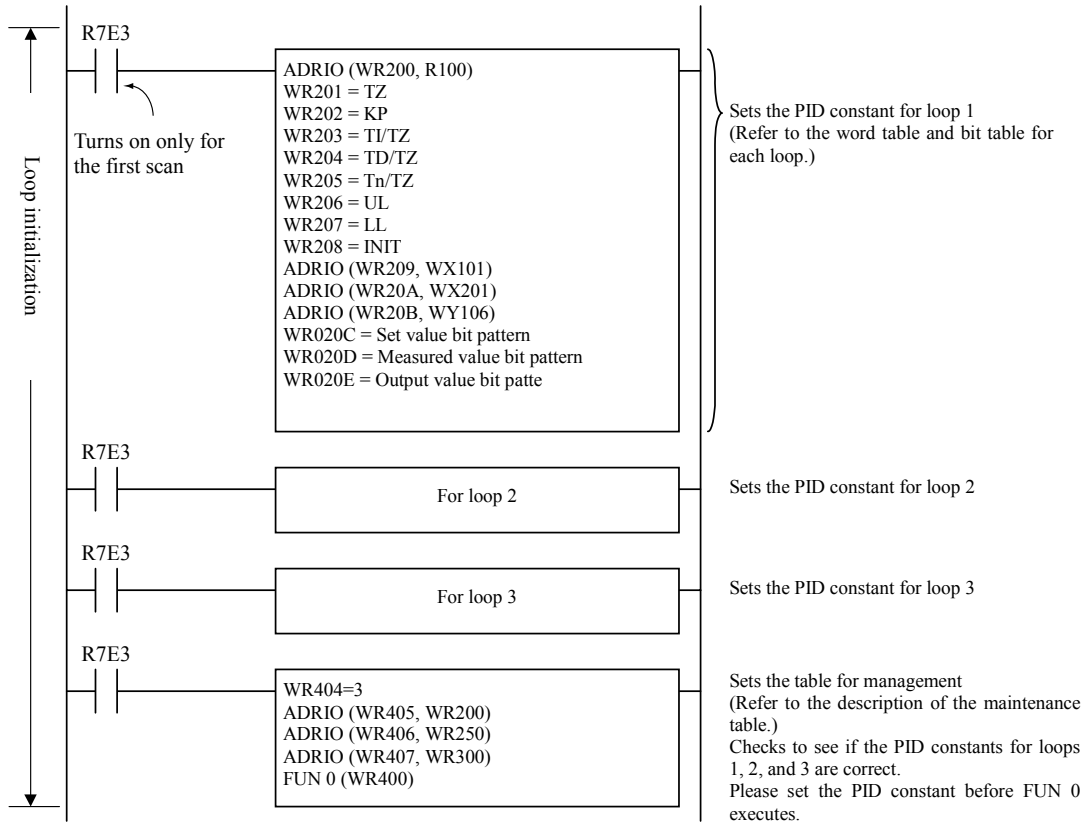 R7E3
ADRIO (WR200, R100)
WR201 = TZ
WR202 = KP
WR203 = TI/TZ
WR204 = TD/TZ
WR205 = Tn/TZ
WR206 = UL
WR207 = LL
WR208 = INIT
ADRIO (WR209, WX101)
ADRIO (WR20A, WX201)
ADRIO (WR20B, WY106)
WR020C = Set value bit pattern
WR020D = Measured value bit pattern
WR020E = Output value bit patte
Turns on only for
the first scan
Loop initialization
Sets the PID constant for loop 1
(Refer to the word table and bit table for
each loop.)
R7E3
For loop 2
Sets the PID constant for loop 2
R7E3
For loop 3
Sets the PID constant for loop 3
R7E3
WR404=3
ADRIO (WR405, WR200)
ADRIO (WR406, WR250)
ADRIO (WR407, WR300)
FUN 0 (WR400)
Sets the table for management
(Refer to the description of the maintenance
table.)
Checks to see if the PID constants for loops
1, 2, and 3 are correct.
Please set the PID constant before FUN 0
executes.